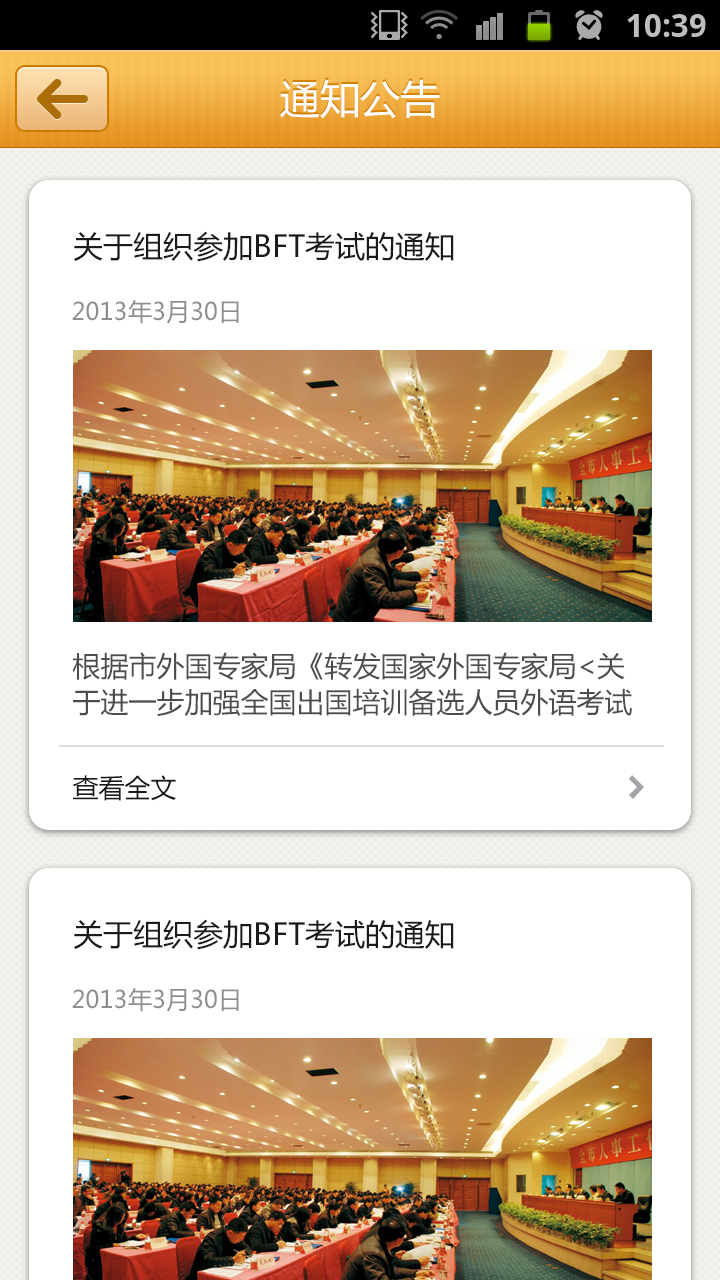 10:39
通知公告
关于组织参加BFT考试的通知
2013年3月30日
全市人事工
根据市外国专家局《转发国家外国专家局<关
于进一步加强全国出国培训备选人员外语考试
查看全文
关于组织参加BFT考试的通知
2013年3月30日
全市人事工